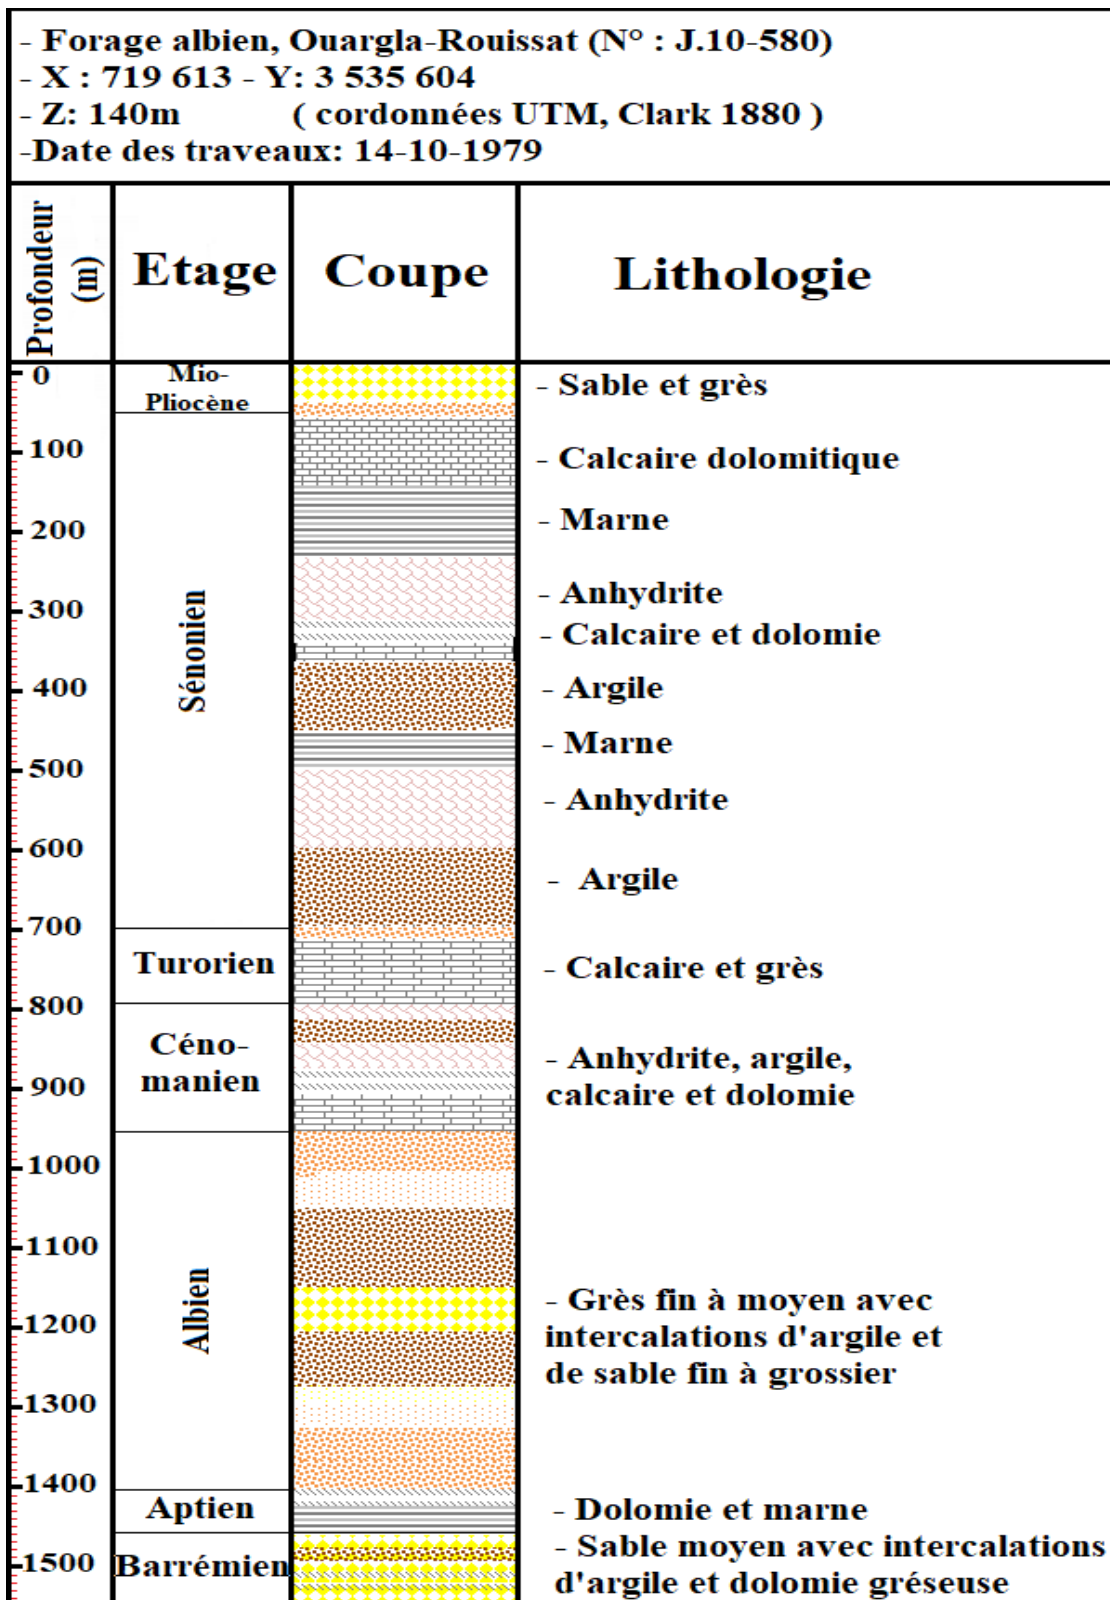 - Forage albien, Ouargla-Rouissat (N° : J.10-580)
- X : 719 613 - Y: 3 535 604
- Z: 140m ( cordonnées UTM, Clark 1880 )
-Date des traveaux: 14-10-1979
Profondeur
(m)
Etage
Coupe
Lithologie
0
100
200
300
400
500
600
700
800
900
1000
1100
1200
1300
1400
1500
Mio-
Pliocène
Sénonien
Turorien
Céno-
manien
Albien
Aptien
Barrémien
- Sable et grès
- Calcaire dolomitique
- Marne
- Anhydrite
- Calcaire et dolomie
- Argile
- Marne
- Anhydrite
- Argile
- Calcaire et grès
- Anhydrite, argile,
calcaire et dolomie
- Grès fin à moyen avec
intercalations d'argile et
de sable fin à grossier
- Dolomie et marne
- Sable moyen avec intercalations
d'argile et dolomie gréseuse